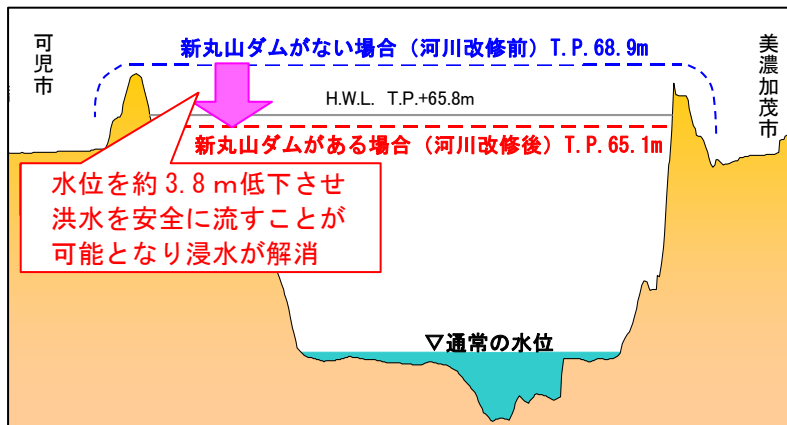 可児市
新丸山ダムがない場合（河川改修前）T.P.68.9m
美濃加茂市
H.W.L. T.P.+65.8m
新丸山ダムがある場合（河川改修後）T.P.65.1m
水位を約3.8ｍ低下させ
洪水を安全に流すことが
可能となり浸水が解消
▽通常の水位